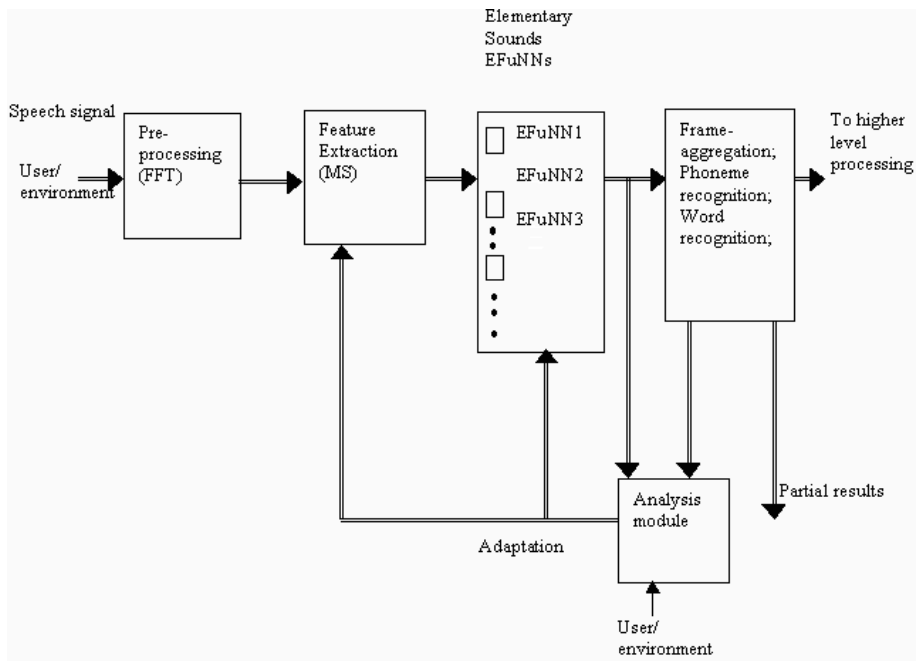 Elementary
Sounds
EFuNNs
Speech signal
User/
environment
Pre-
processing
(FFT)
Feature
Extraction
(MS)
EFuNN1
EFuNN2
EFuNN3
Frame-
aggregation;
Phoneme
recognition;
Word
recognition;
To higher
level
processing
Analysis
module
Partial results
Adaptation
User/
environment